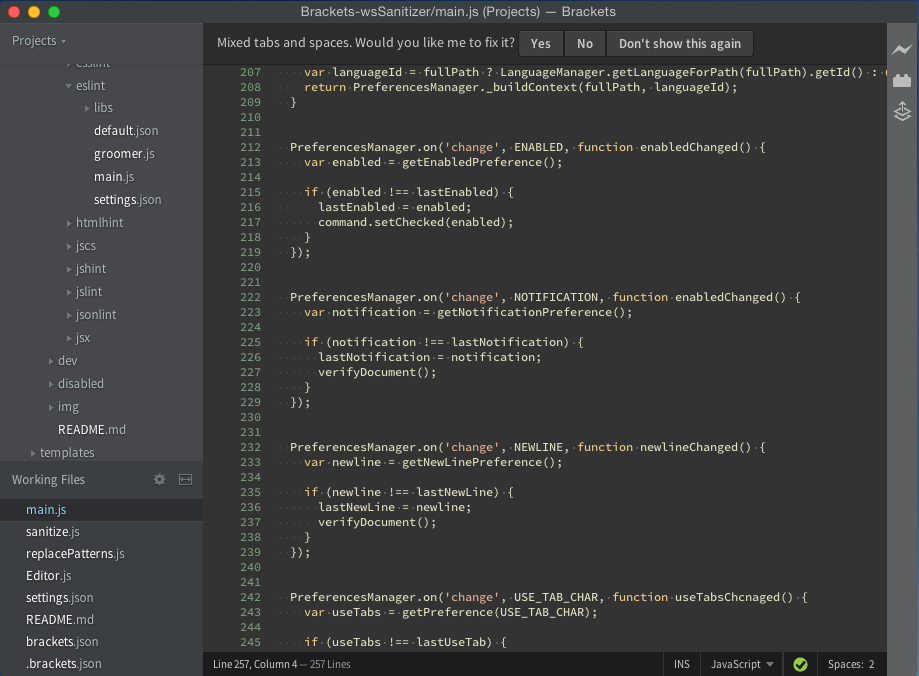 Brackets-wsSanitizer/main.js (Projects) — Brackets
Projects
Mixed tabs and spaces. Would you like me to fix it? Yes No Don't show this again
eslint
libs
default.json
groomer.js
main.js
settings.json
htmlhint
jscs
jshint
jslint
jsonlint
jsx
dev
disabled
img
README.md
templates
Working Files
main.js
sanitize.js
replacePatterns.js
Editor.js
settings.json
README.md
brackets.json
.brackets.json
207 var languageId = fullPath ? LanguageManager.getLanguageForPath(fullPath).getId() :
208 return PreferencesManager._buildContext(fullPath, languageId);
209 }
210
211
212 PreferencesManager.on('change', ENABLED, function enabledChanged() {
213 var enabled = getEnabledPreference();
214
215 if (enabled !== lastEnabled) {
216 lastEnabled = enabled;
217 command.setChecked(enabled);
218 }
219 });
220
221
222 PreferencesManager.on('change', NOTIFICATION, function enabledChanged() {
223 var notification = getNotificationPreference();
224
225 if (notification !== lastNotification) {
226 lastNotification = notification;
227 verifyDocument();
228 }
229 });
230
231
232 PreferencesManager.on('change', NEWLINE, function newlineChanged() {
233 var newline = getNewLinePreference();
234
235 if (newline !== lastNewLine) {
236 lastNewLine = newline;
237 verifyDocument();
238 }
239 });
240
241
242 PreferencesManager.on('change', USE_TAB_CHAR, function useTabsChcnaged() {
243 var useTabs = getPreference(USE_TAB_CHAR);
244
245 if (useTabs !== lastUseTab) {
Line 257, Column 4 — 257 Lines
INS JavaScript Spaces: 2